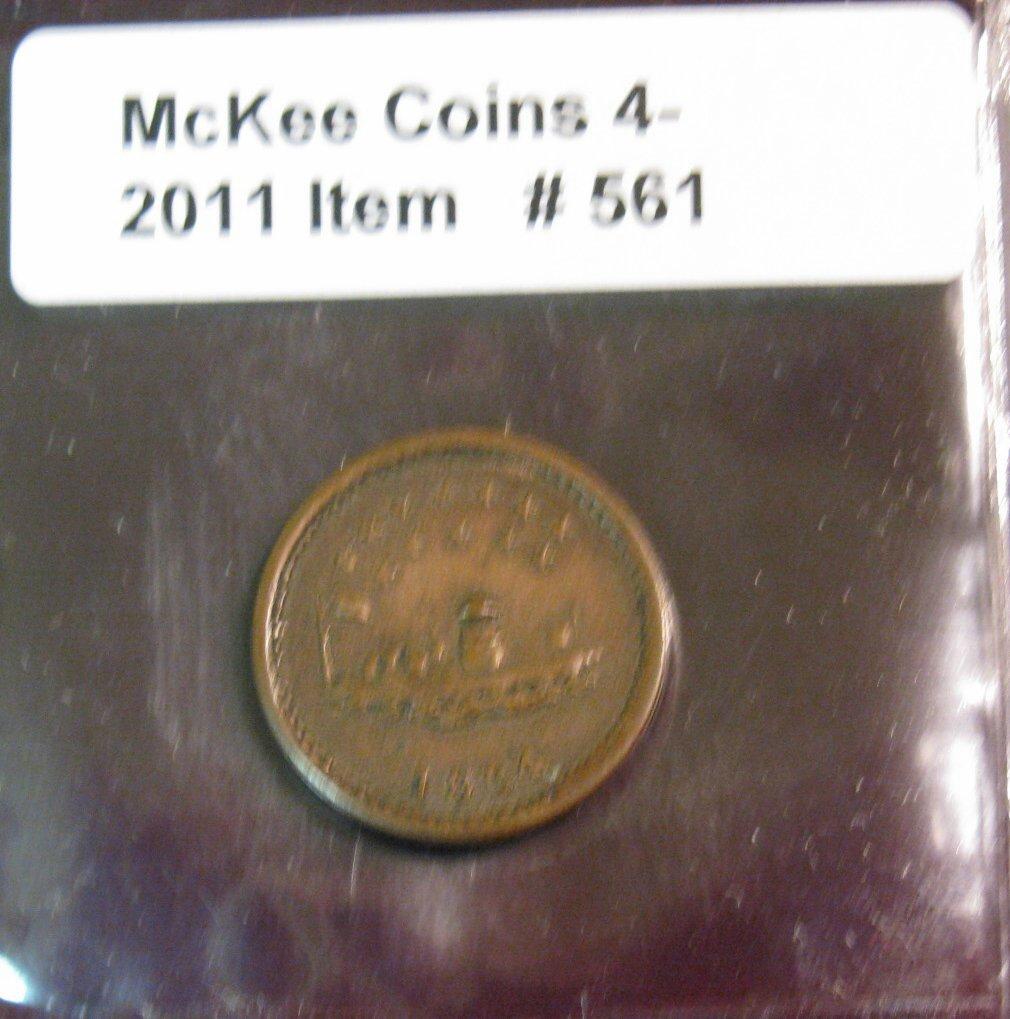 McKee Coins 4-
2011 Item # 561